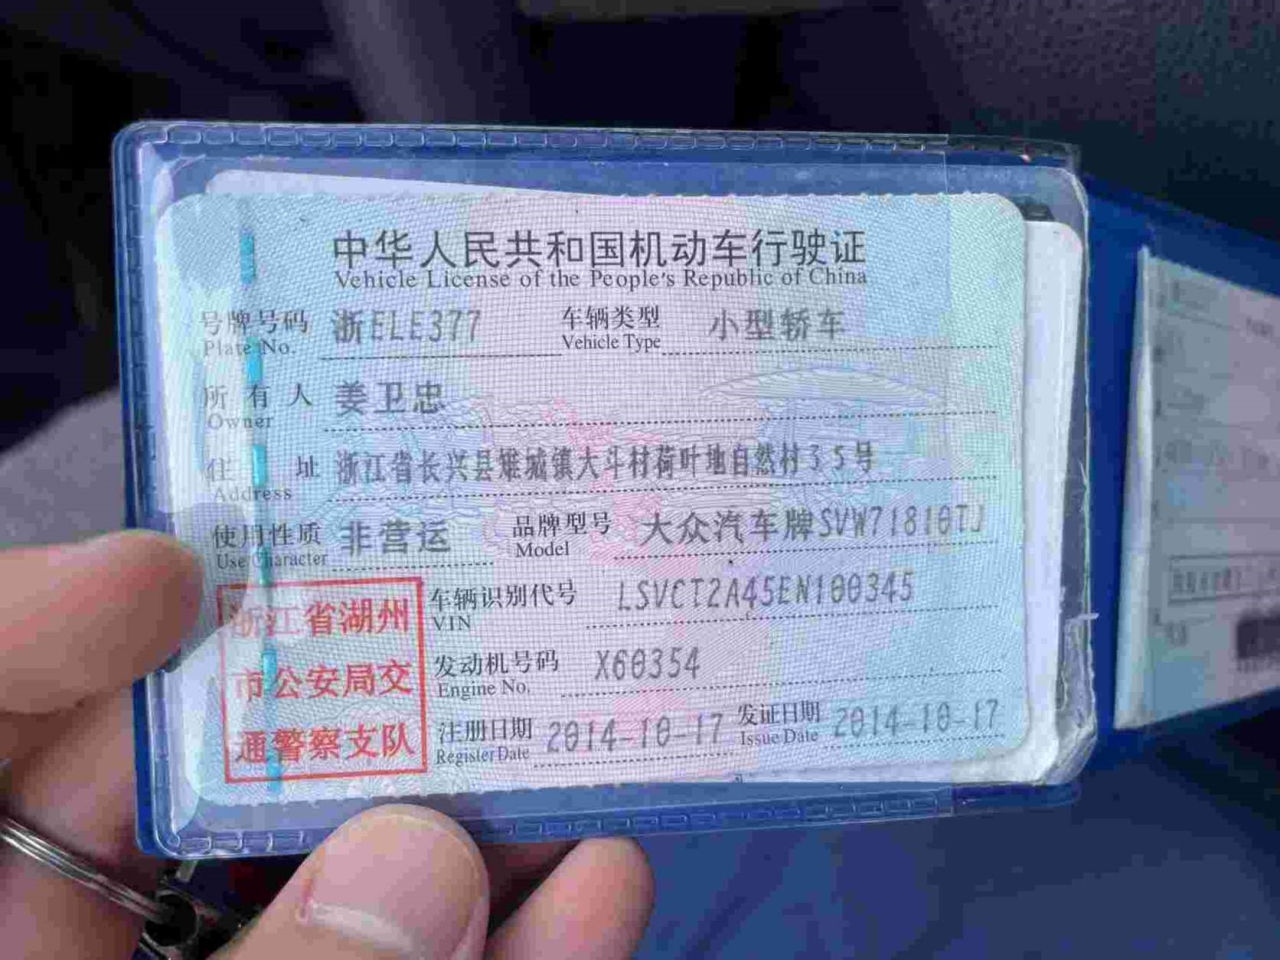 中华人民共和国机动车行驶证
Vehicle License of the People's Republic of China
号牌号码 浙ELE377 车辆类型 小型轿车
Plate No. Vehicle Type
所有人 姜卫忠
Owner
住址 浙江省长兴县雉城镇大斗村荷叶地自然村35号
Address
使用性质 非营运 品牌型号 大众汽车牌SVW71810TJ
Use Character Model
浙江省湖州
市公安局交
通警察支队
车辆识别代号 LSVCT2A45EN100345
VIN
发动机号码 X60354
Engine No.
注册日期 2014-10-17 发证日期 2014-10-17
Register Date Issue Date